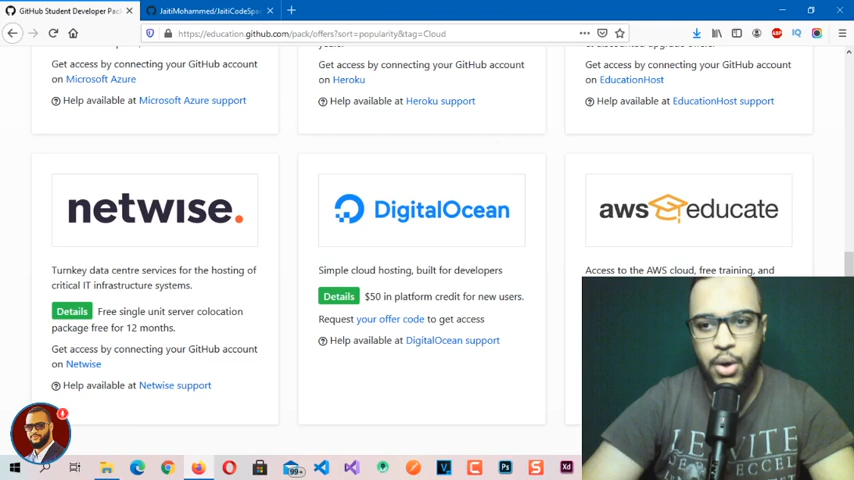 GitHub Student Developer Pac
JaitiMohammed/JaitiCodeSpa
https://education.github.com/pack/offers?sort=popularity&tag=Cloud
Get access by connecting your GitHub account
on Microsoft Azure
Help available at Microsoft Azure support
Get access by connecting your GitHub account
on Heroku
Help available at Heroku support
Get access by connecting your GitHub account
on EducationHost
Help available at EducationHost support
netwise.
Turnkey data centre services for the hosting of
critical IT infrastructure systems.
Details Free single unit server colocation
package free for 12 months.
Get access by connecting your GitHub account
on Netwise
Help available at Netwise support
DigitalOcean
Simple cloud hosting, built for developers
Details $50 in platform credit for new users.
Request your offer code to get access
Help available at DigitalOcean support
aws educate
Access to the AWS cloud, free training, and
ABP
IQ
99+
V
Ps
S
Xd